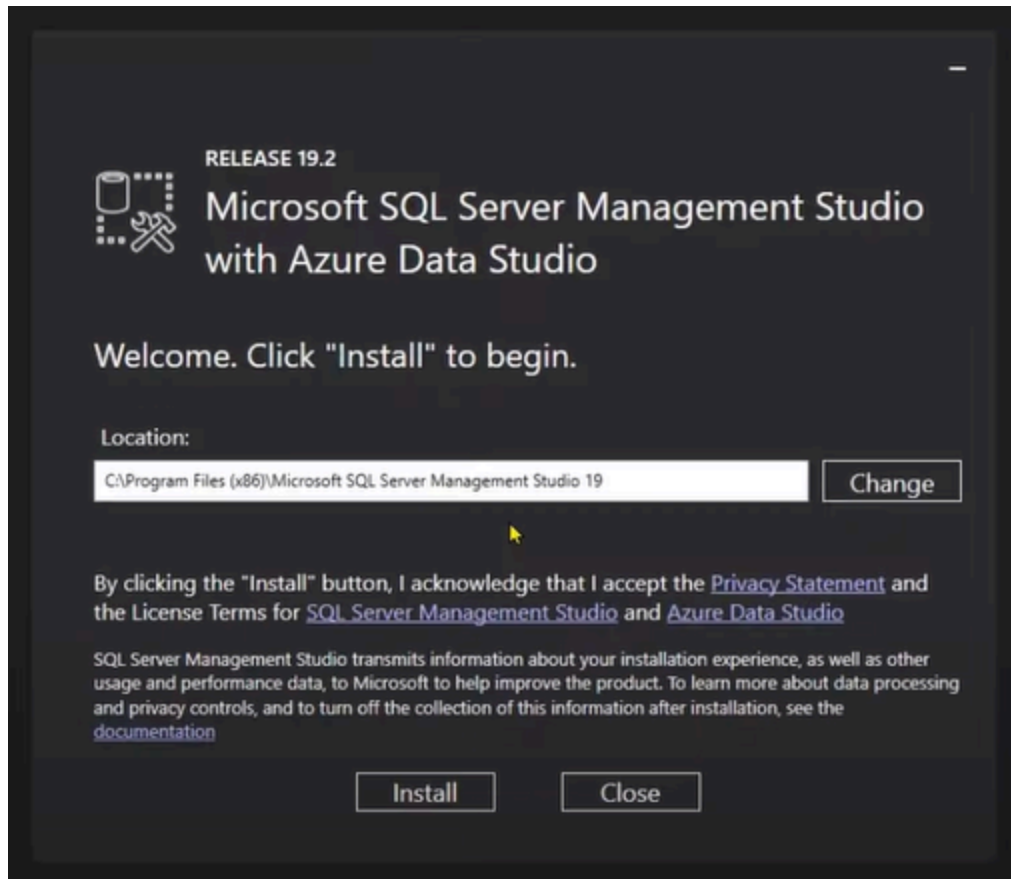 RELEASE 19.2
Microsoft SQL Server Management Studio
with Azure Data Studio
Welcome. Click "Install" to begin.
Location:
C:\Program Files (x86)\Microsoft SQL Server Management Studio 19
Change
By clicking the "Install" button, I acknowledge that I accept the Privacy Statement and
the License Terms for SQL Server Management Studio and Azure Data Studio
SQL Server Management Studio transmits information about your installation experience, as well as other
usage and performance data, to Microsoft to help improve the product. To learn more about data processing
and privacy controls, and to turn off the collection of this information after installation, see the
documentation
Install
Close